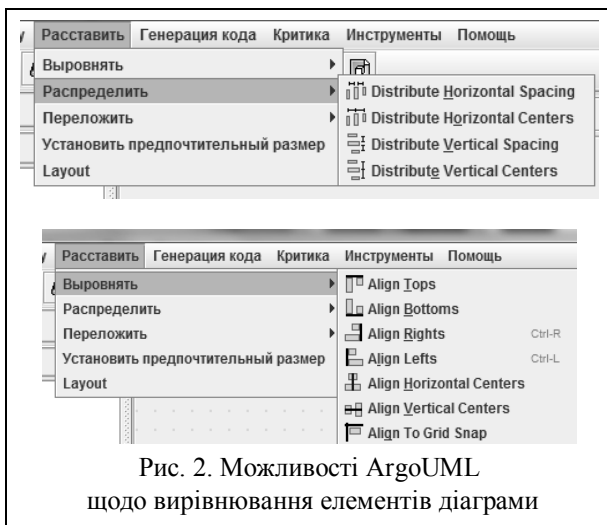 Расставить Генерация кода Критика Инструменты Помощь
Выровнять
Распределить
Переложить
Установить предпочтительный размер
Layout
Distribute Horizontal Spacing
Distribute Horizontal Centers
Distribute Vertical Spacing
Distribute Vertical Centers
Расставить Генерация кода Критика Инструменты Помощь
Выровнять
Распределить
Переложить
Установить предпочтительный размер
Layout
Align Tops
Align Bottoms
Align Rights Ctrl-R
Align Lefts Ctrl-L
Align Horizontal Centers
Align Vertical Centers
Align To Grid Snap
Рис. 2. Можливості ArgoUML
щодо вирівнювання елементів діаграми